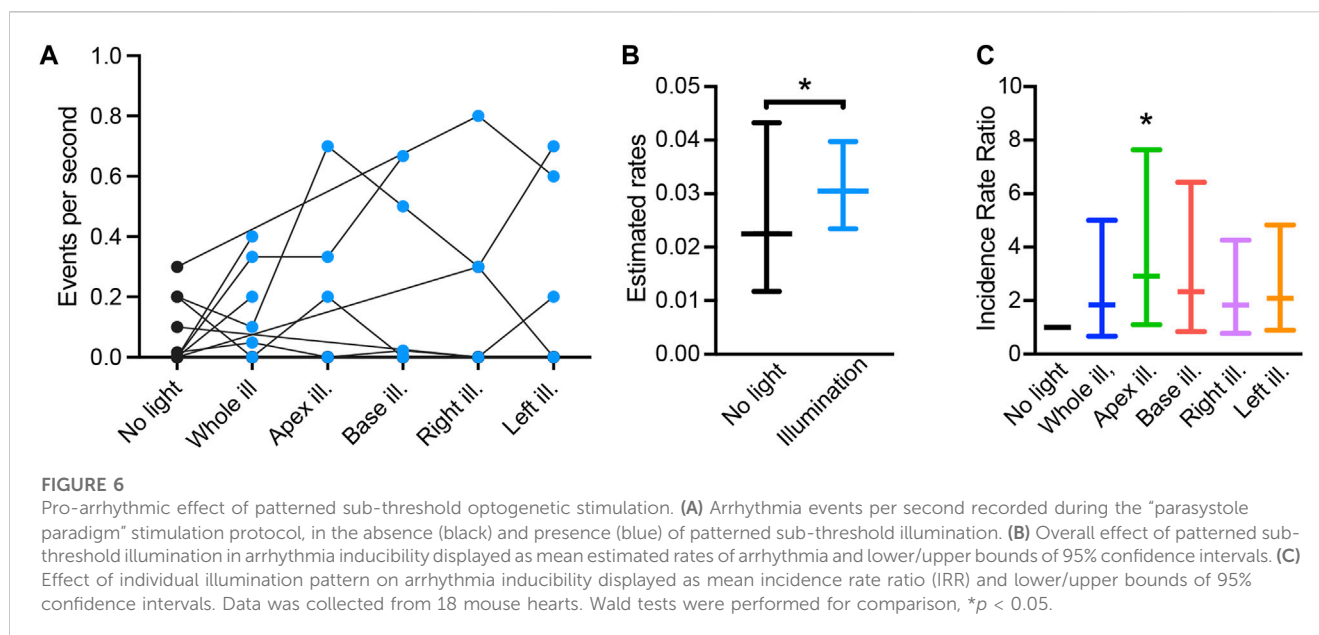 A
Events per second
1.0
0.8
0.6
0.4
0.2
0.0
No light
Whole ill
Apex ill.
Base ill.
Right ill.
Left ill.
B
Estimated rates
0.05
0.04
0.03
0.02
0.01
0.00
*
No light
Illumination
C
Incidence Rate Ratio
10
8
6
4
2
0
*
No light
Whole ill,
Apex ill.
Base ill.
Right ill.
Left ill.
FIGURE 6
Pro-arrhythmic effect of patterned sub-threshold optogenetic stimulation. (A) Arrhythmia events per second recorded during the “parasystole
paradigm” stimulation protocol, in the absence (black) and presence (blue) of patterned sub-threshold illumination. (B) Overall effect of patterned sub-
threshold illumination in arrhythmia inducibility displayed as mean estimated rates of arrhythmia and lower/upper bounds of 95% confidence intervals. (C)
Effect of individual illumination pattern on arrhythmia inducibility displayed as mean incidence rate ratio (IRR) and lower/upper bounds of 95%
confidence intervals. Data was collected from 18 mouse hearts. Wald tests were performed for comparison, *p < 0.05.